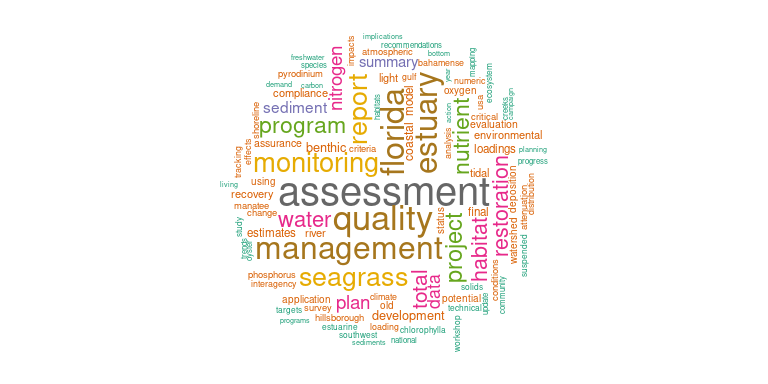 implications
recommendations
impacts
atmospheric
bottom
freshwater
species
nitrogen
summary
bahamense
mapping
pyrodinium
light
gulf
year
numeric
ecosystem
demand
carbon
report
habitats
florida
model
estuary
oxygen
compliance
sediment
usa
creeks
campaign
shoreline
program
coastal
action
nutrient
critical
evaluation
environmental
assurance
benthic
criteria
analysis
loadings
planning
effects
tracking
monitoring
tidal
restoration
progress
living
using
recovery
assessment
deposition
distribution
manatee
change
water
quality
status
final
habitat
attenuation
study
estimates
river
project
watershed
trends
management
suspended
phosphorus
interagency
seagrass
total
data
solids
conditions
community
application
plan
climate
old
potential
technical
update
targets
survey
programs
hillsborough
development
estuarine
loading
chlorophylla
workshop
southwest
sediments
national